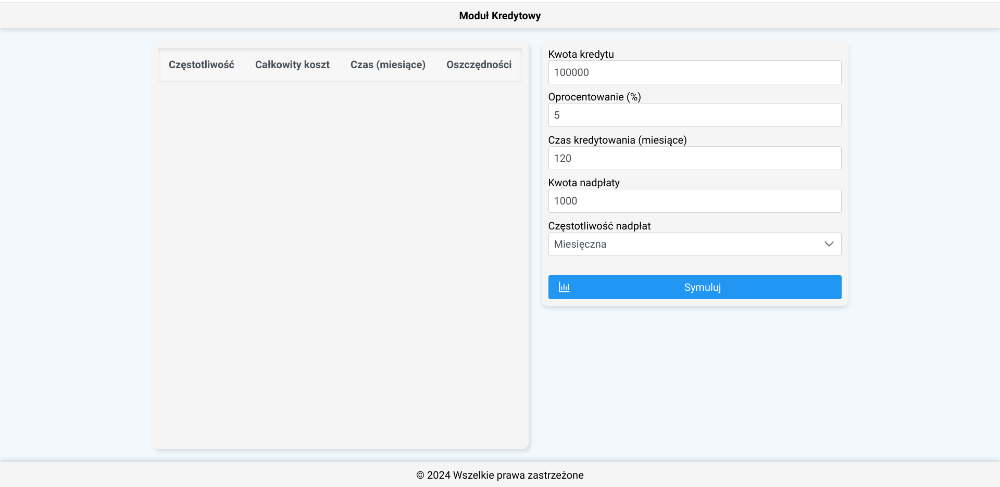 Moduł Kredytowy
Częstotliwość Całkowity koszt Czas (miesiące) Oszczędności
Kwota kredytu
100000
Oprocentowanie (%)
5
Czas kredytowania (miesiące)
120
Kwota nadpłaty
1000
Częstotliwość nadpłat
Miesięczna
Symuluj
© 2024 Wszelkie prawa zastrzeżone